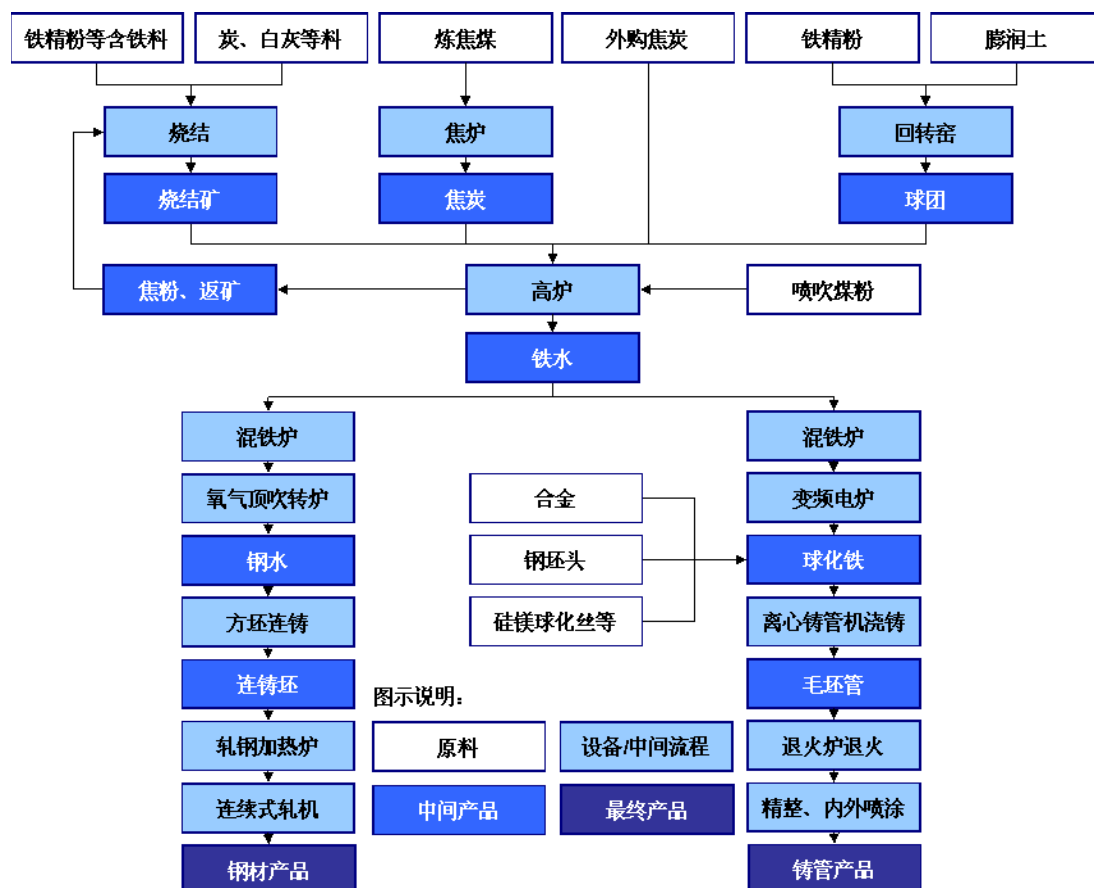 铁精粉等含铁料
炭、白灰等料
炼焦煤
外购焦炭
铁精粉
膨润土
烧结
焦炉
回转窑
烧结矿
焦炭
球团
焦粉、返矿
高炉
喷吹煤粉
铁水
混铁炉
混铁炉
氧气顶吹转炉
合金
变频电炉
钢水
钢坯头
球化铁
方坯连铸
硅镁球化丝等
离心铸管机浇铸
连铸坯
图示说明：
毛坯管
轧钢加热炉
原料
设备/中间流程
退火炉退火
连续式轧机
中间产品
最终产品
精整、内外喷涂
钢材产品
铸管产品